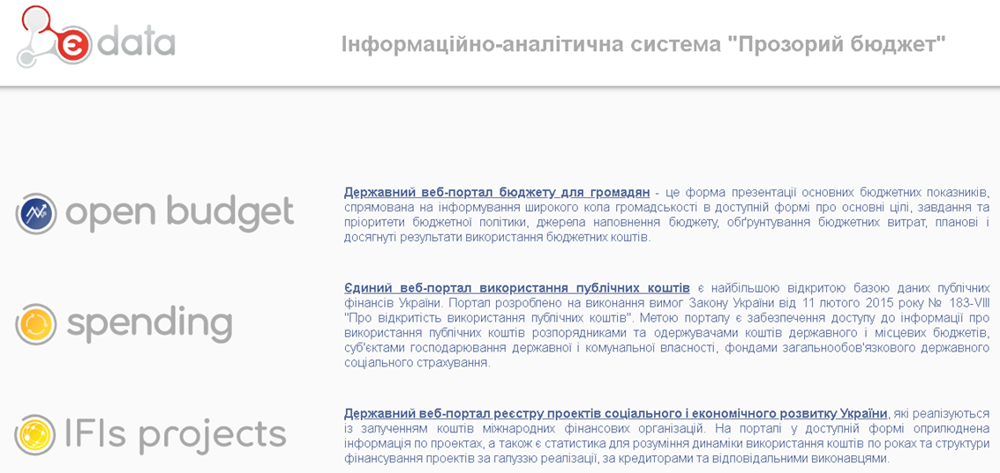 єdata
Інформаційно-аналітична система "Прозорий бюджет"
open budget
Державний веб-портал бюджету для громадян - це форма презентації основних бюджетних показників,
спрямована на інформування широкого кола громадськості в доступній формі про основні цілі, завдання та
пріоритети бюджетної політики, джерела наповнення бюджету, обґрунтування бюджетних витрат, планові і
досягнуті результати використання бюджетних коштів.
spending
Єдиний веб-портал використання публічних коштів є найбільшою відкритою базою даних публічних
фінансів України. Портал розроблено на виконання вимог Закону України від 11 лютого 2015 року № 183-VIII
"Про відкритість використання публічних коштів". Метою порталу є забезпечення доступу до інформації про
використання публічних коштів розпорядниками та одержувачами коштів державного і місцевих бюджетів,
суб'єктами господарювання державної і комунальної власності, фондами загальнообов'язкового державного
соціального страхування.
IFIs projects
Державний веб-портал реєстру проектів соціального і економічного розвитку України, які реалізуються
із залученням коштів міжнародних фінансових організацій. На порталі у доступній формі оприлюднена
інформація по проектах, а також є статистика для розуміння динаміки використання коштів по роках та структури
фінансування проектів за галуззю реалізації, за кредиторами та відповідальними виконавцями.